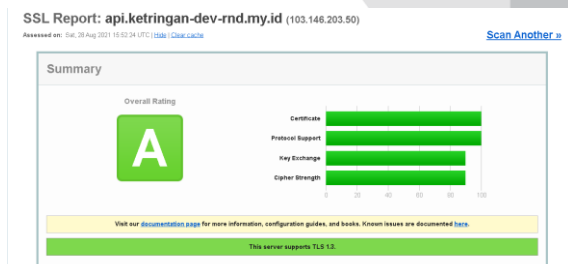 SSL Report: api.ketringan-dev-rnd.my.id (103.146.203.50)
Assessed on: Sat, 28 Aug 2021 15:52:24 UTC | Hide | Clear cache
Scan Another »
Summary
Overall Rating
A
Certificate
Protocol Support
Key Exchange
Cipher Strength
0 20 40 60 80 100
Visit our documentation page for more information, configuration guides, and books. Known issues are documented here.
This server supports TLS 1.3.